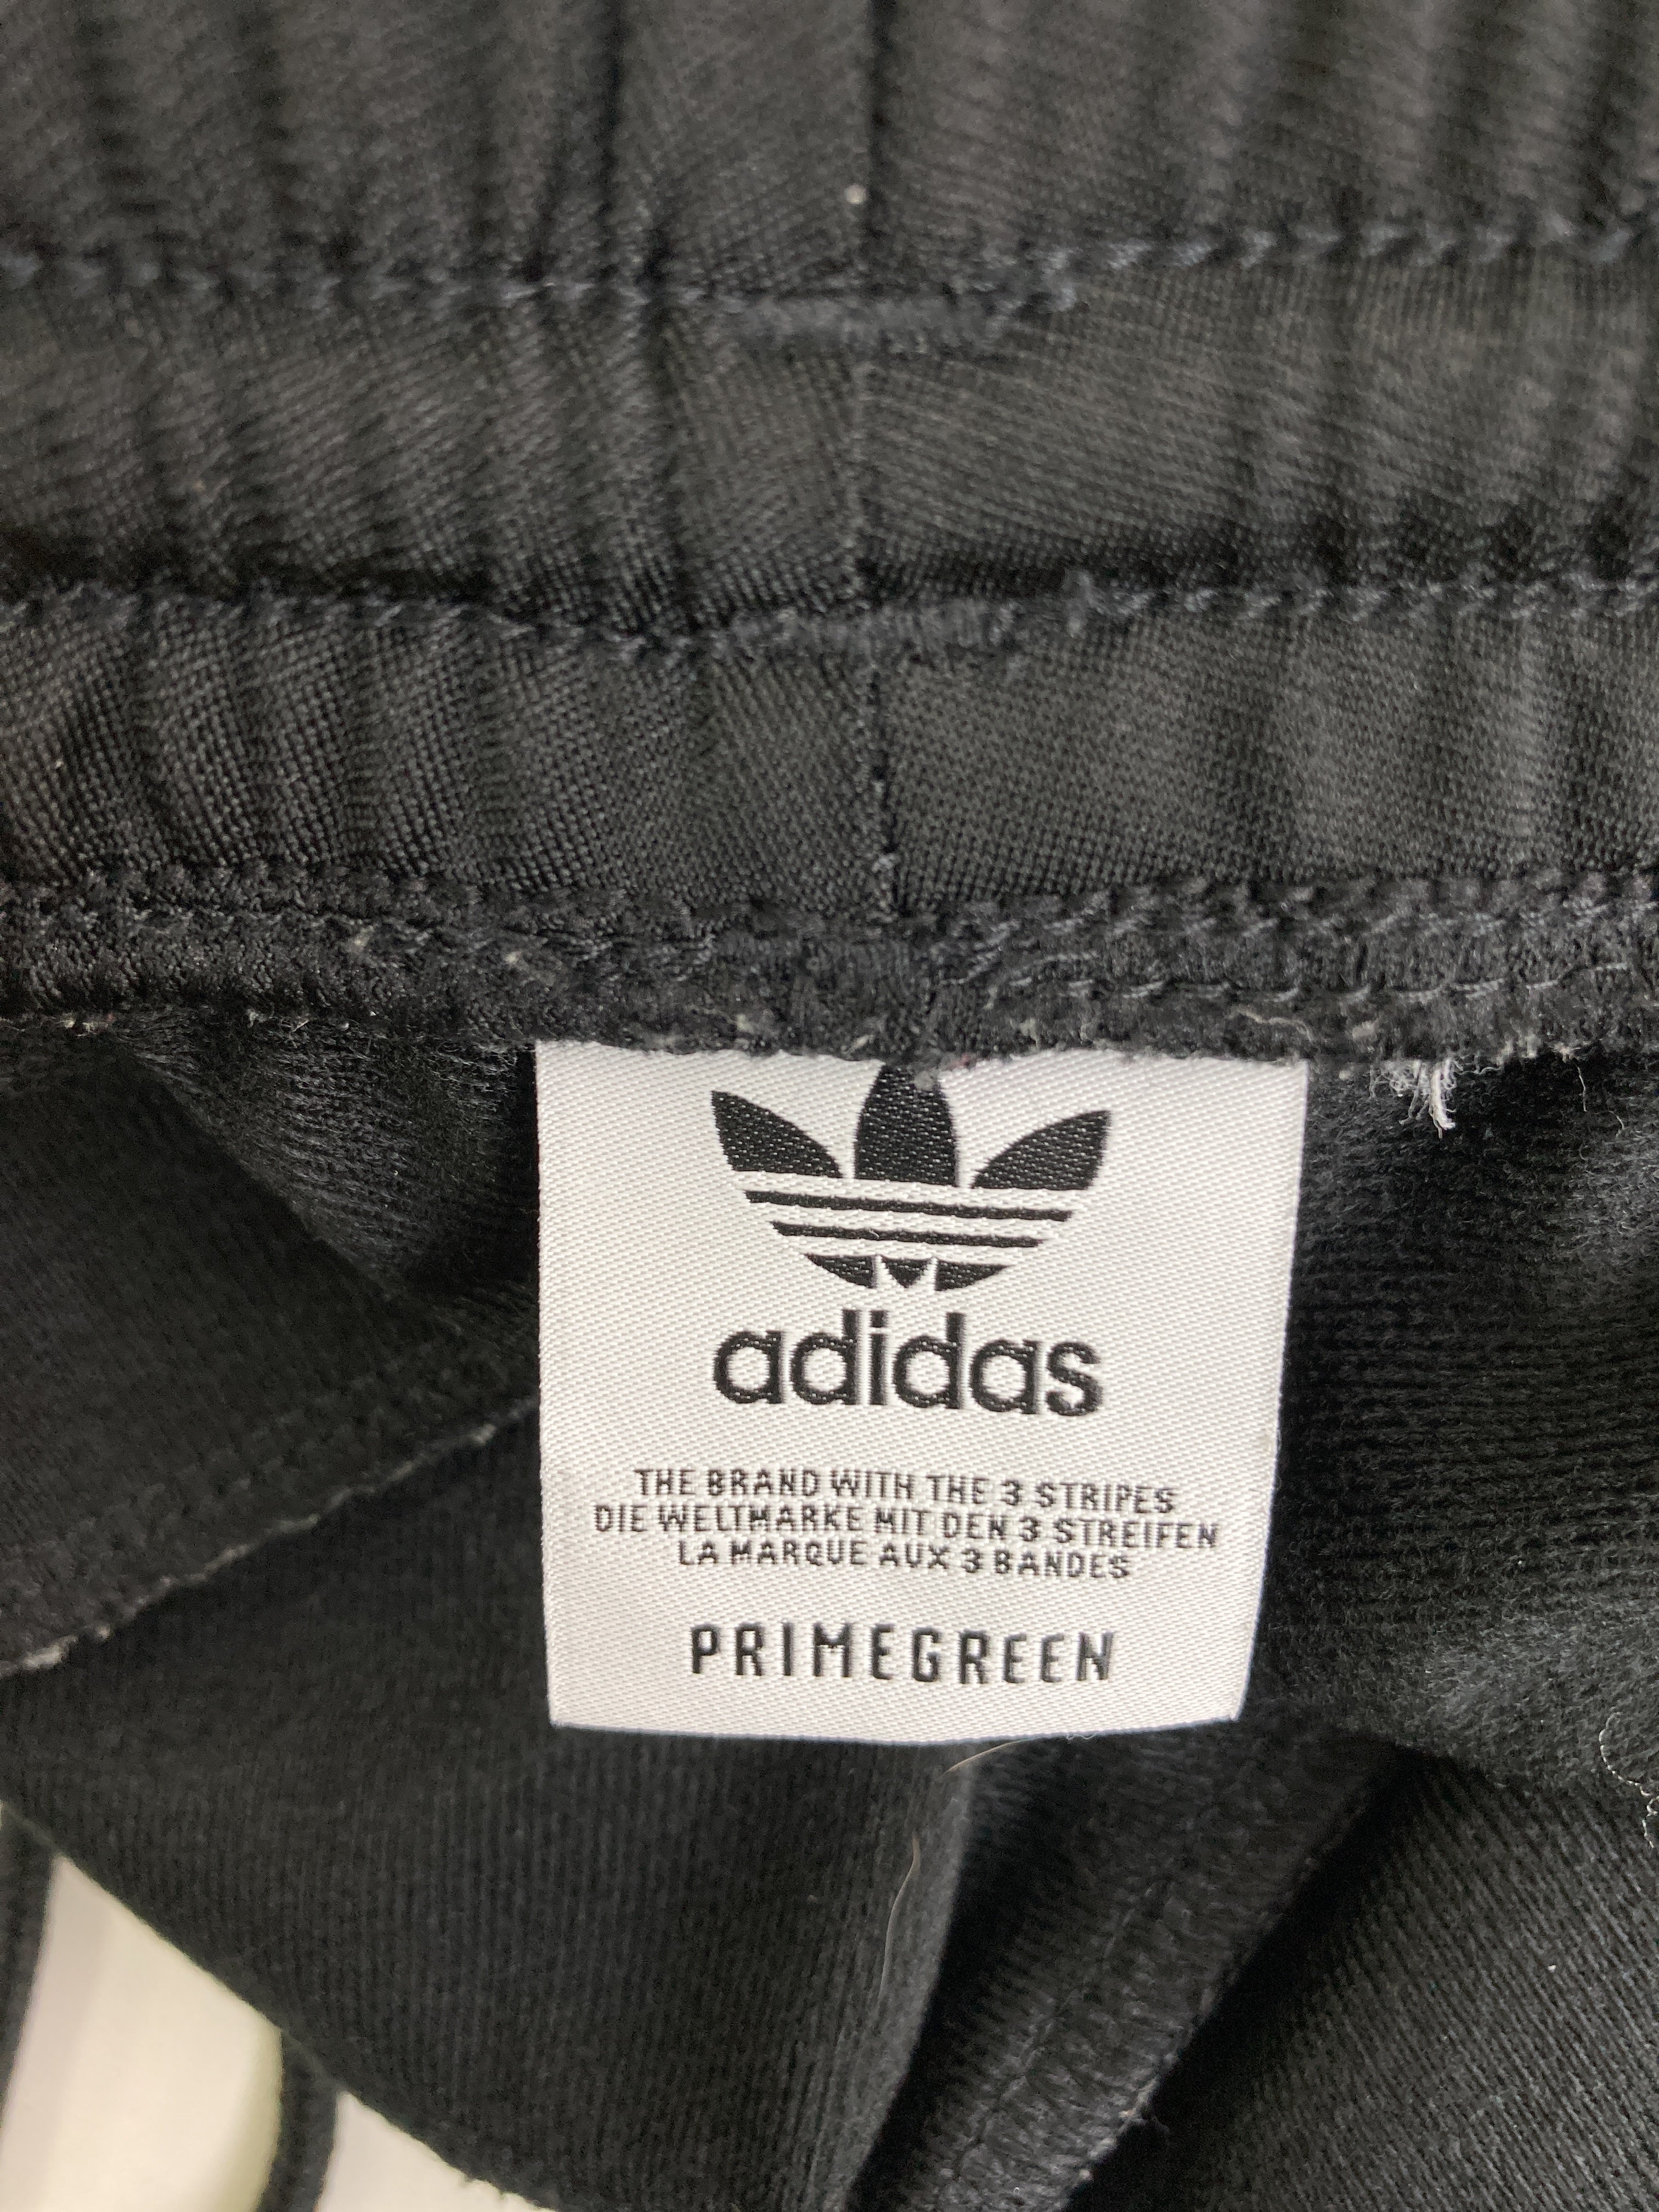 adidas
THE BRAND WITH THE 3 STRIPES
DIE WELTMARKE MIT DEN 3 STREIFEN
LA MARQUE AUX 3 BANDES
PRIMEGREEN